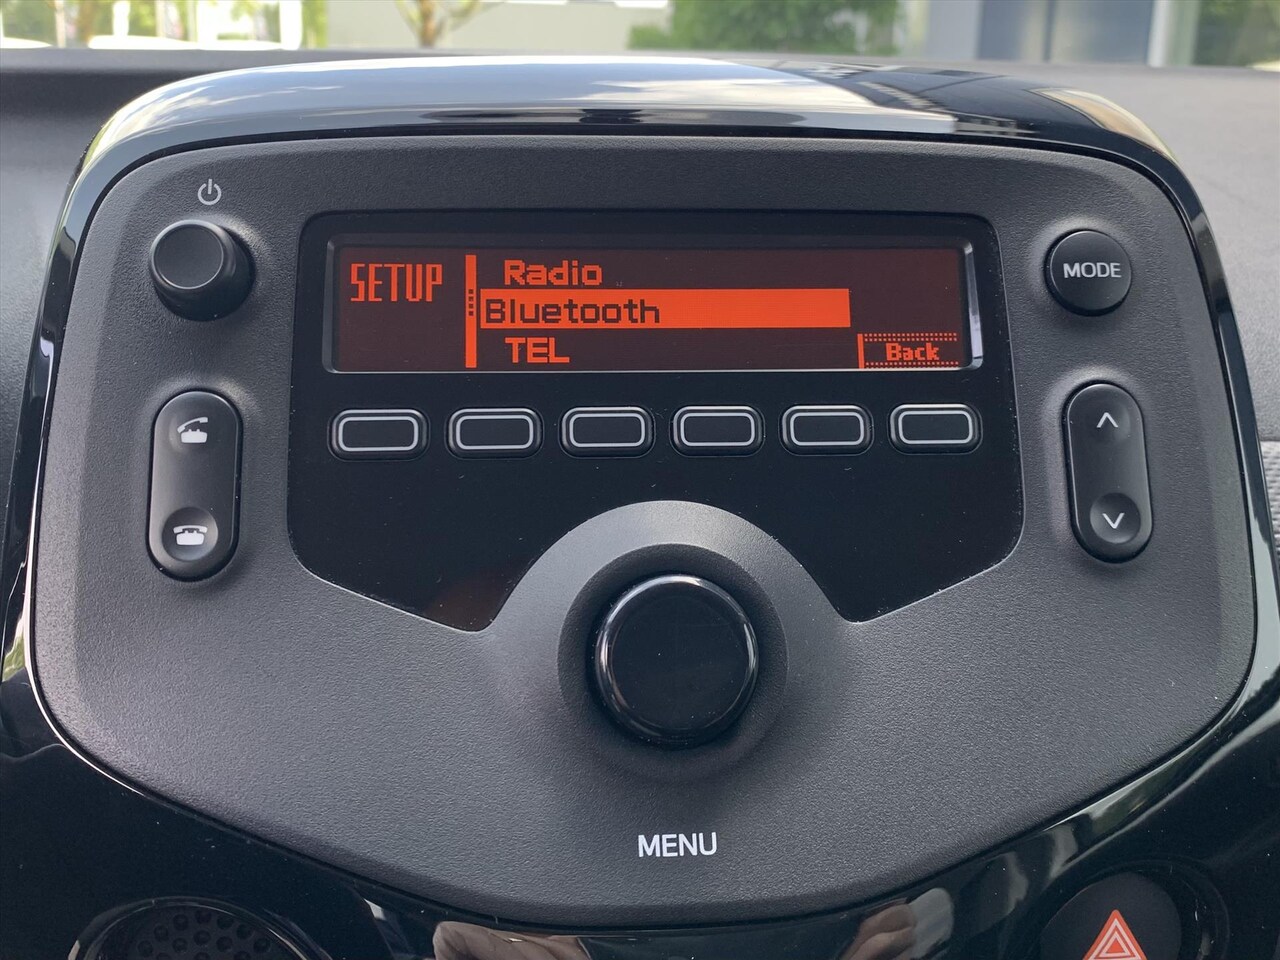 SETUP
Radio
Bluetooth
TEL
Back
MODE
MENU